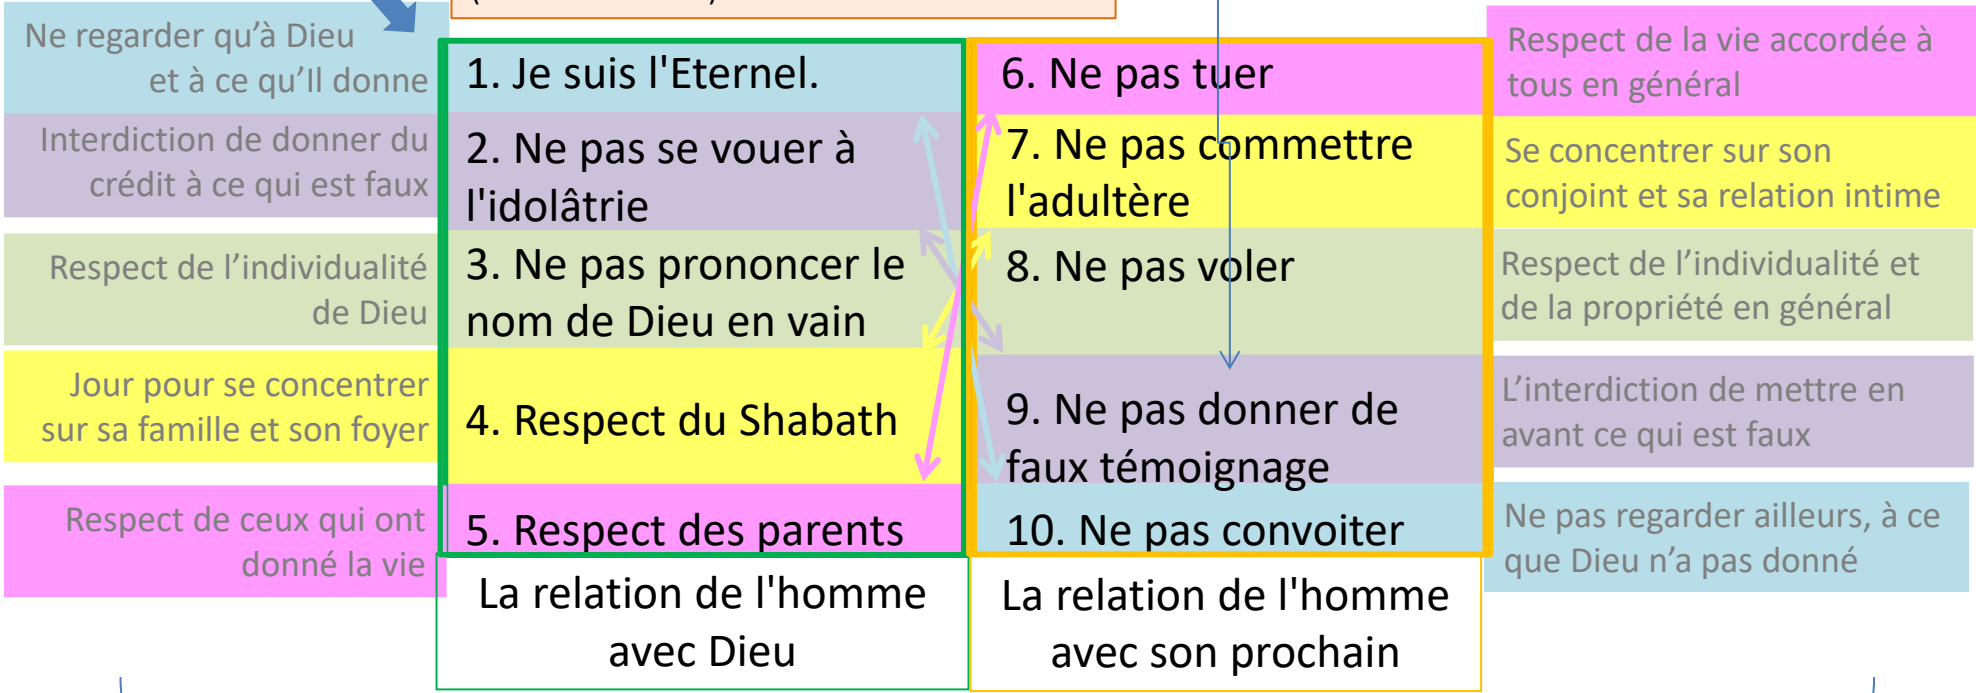 Ne regarder qu’à Dieu
et à ce qu’Il donne
Interdiction de donner du
crédit à ce qui est faux
Respect de l’individualité
de Dieu
Jour pour se concentrer
sur sa famille et son foyer
Respect de ceux qui ont
donné la vie
1. Je suis l'Eternel.
2. Ne pas se vouer à
l'idolâtrie
3. Ne pas prononcer le
nom de Dieu en vain
4. Respect du Shabath
5. Respect des parents
La relation de l'homme
avec Dieu
6. Ne pas tuer
7. Ne pas commettre
l'adultère
8. Ne pas voler
9. Ne pas donner de
faux témoignage
10. Ne pas convoiter
La relation de l'homme
avec son prochain
Respect de la vie accordée à
tous en général
Se concentrer sur son
conjoint et sa relation intime
Respect de l’individualité et
de la propriété en général
L’interdiction de mettre en
avant ce qui est faux
Ne pas regarder ailleurs, à ce
que Dieu n’a pas donné